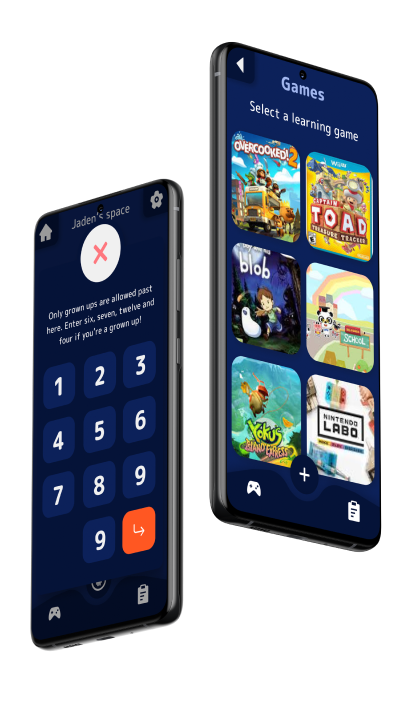 Jaden's space
Only grown ups are allowed past
here. Enter six, seven, twelve and
four if you're a grown up!
1 2 3
4 5 6
7 8 9
9
Games
Select a learning game
OVERCOOKED! 2
Wii U
CAPTAIN
TOAD
TREASURE TRACKER
blob
SCHOOL
YOKU'S
ISLAND EXPRESS
NINTENDO
LABO